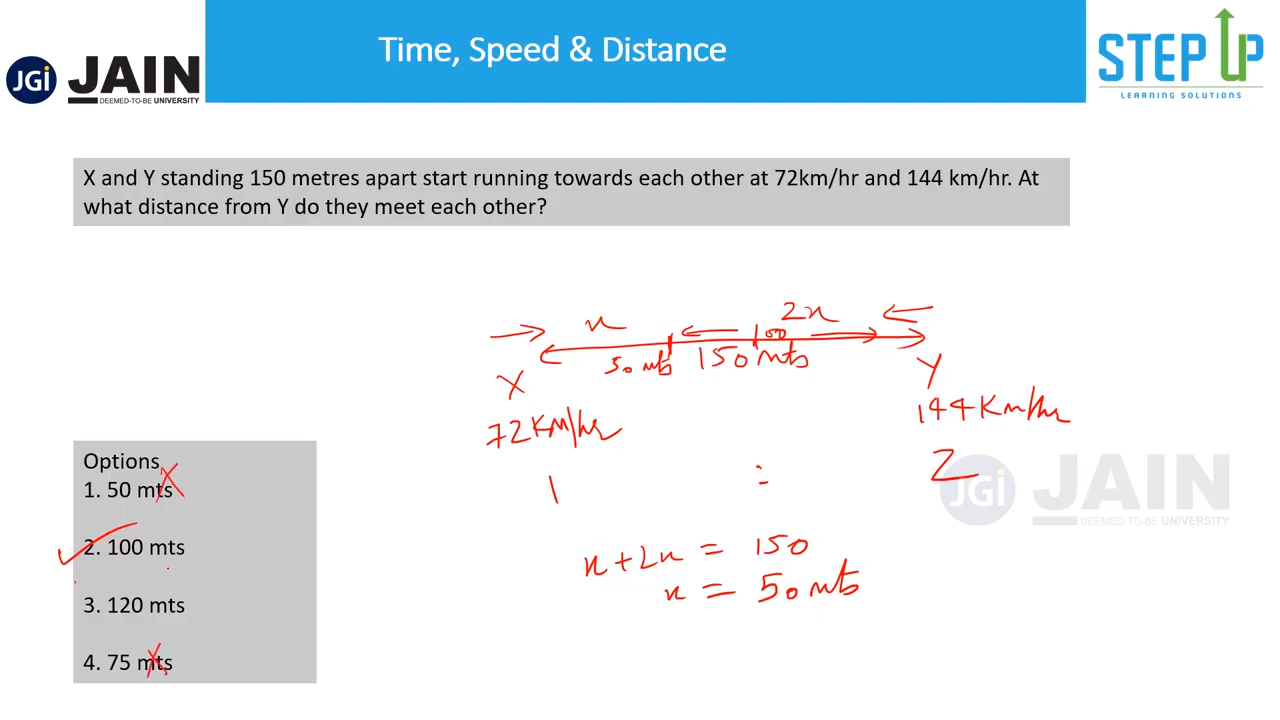 JGi JAIN
DEEMED-TO-BE UNIVERSITY
Time, Speed & Distance
STEP UP
LEARNING SOLUTIONS
X and Y standing 150 metres apart start running towards each other at 72km/hr and 144 km/hr. At
what distance from Y do they meet each other?
x 2x
100
50 mts 150 mts
X Y
72 KM/hr 144 Km/hr
1 : 2
x + 2x = 150
x = 50 mts
Options
1. 50 mts
2. 100 mts
3. 120 mts
4. 75 mts
JGi JAIN
DEEMED-TO-BE UNIVERSITY